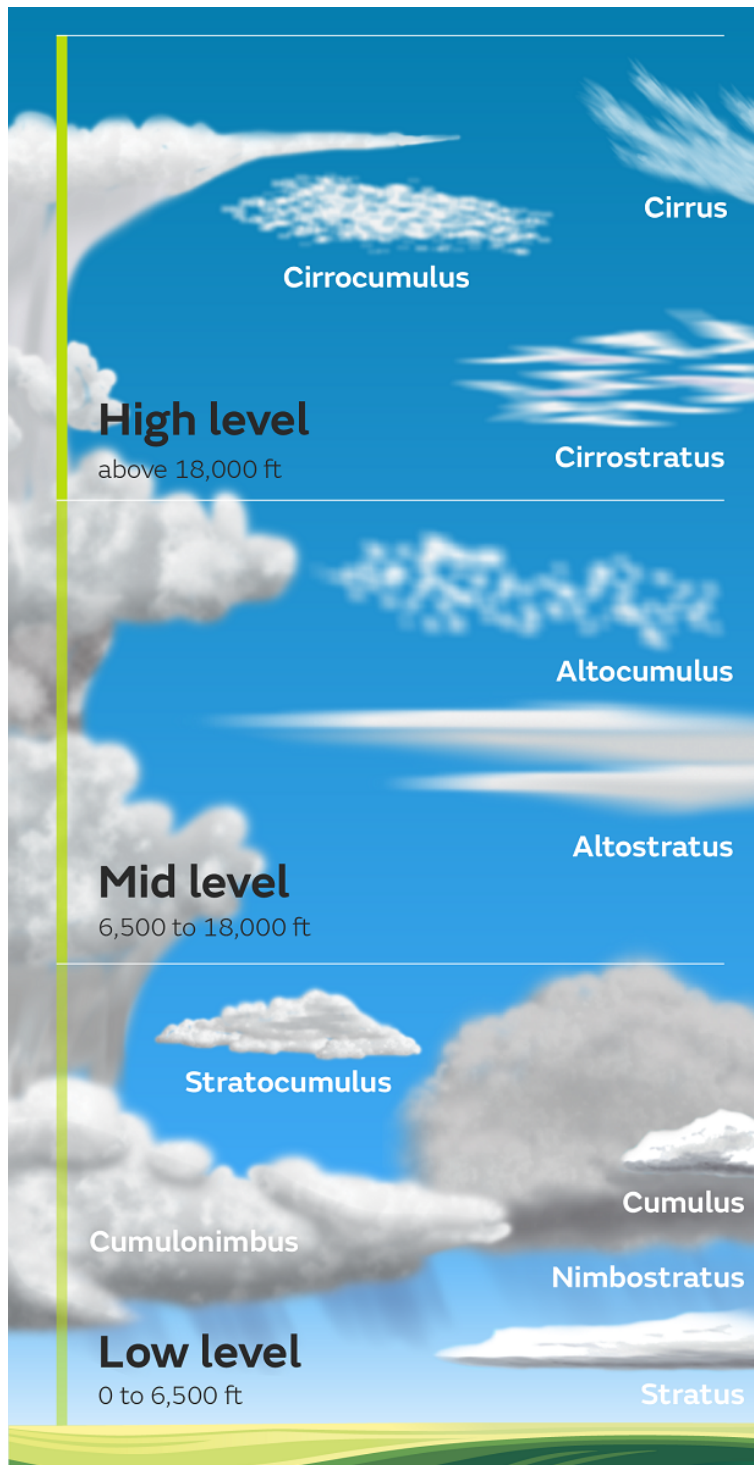 Cirrus
Cirrocumulus
High level
above 18,000 ft
Cirrostratus
Altocumulus
Altostratus
Mid level
6,500 to 18,000 ft
Stratocumulus
Cumulus
Cumulonimbus
Nimbostratus
Low level
0 to 6,500 ft
Stratus